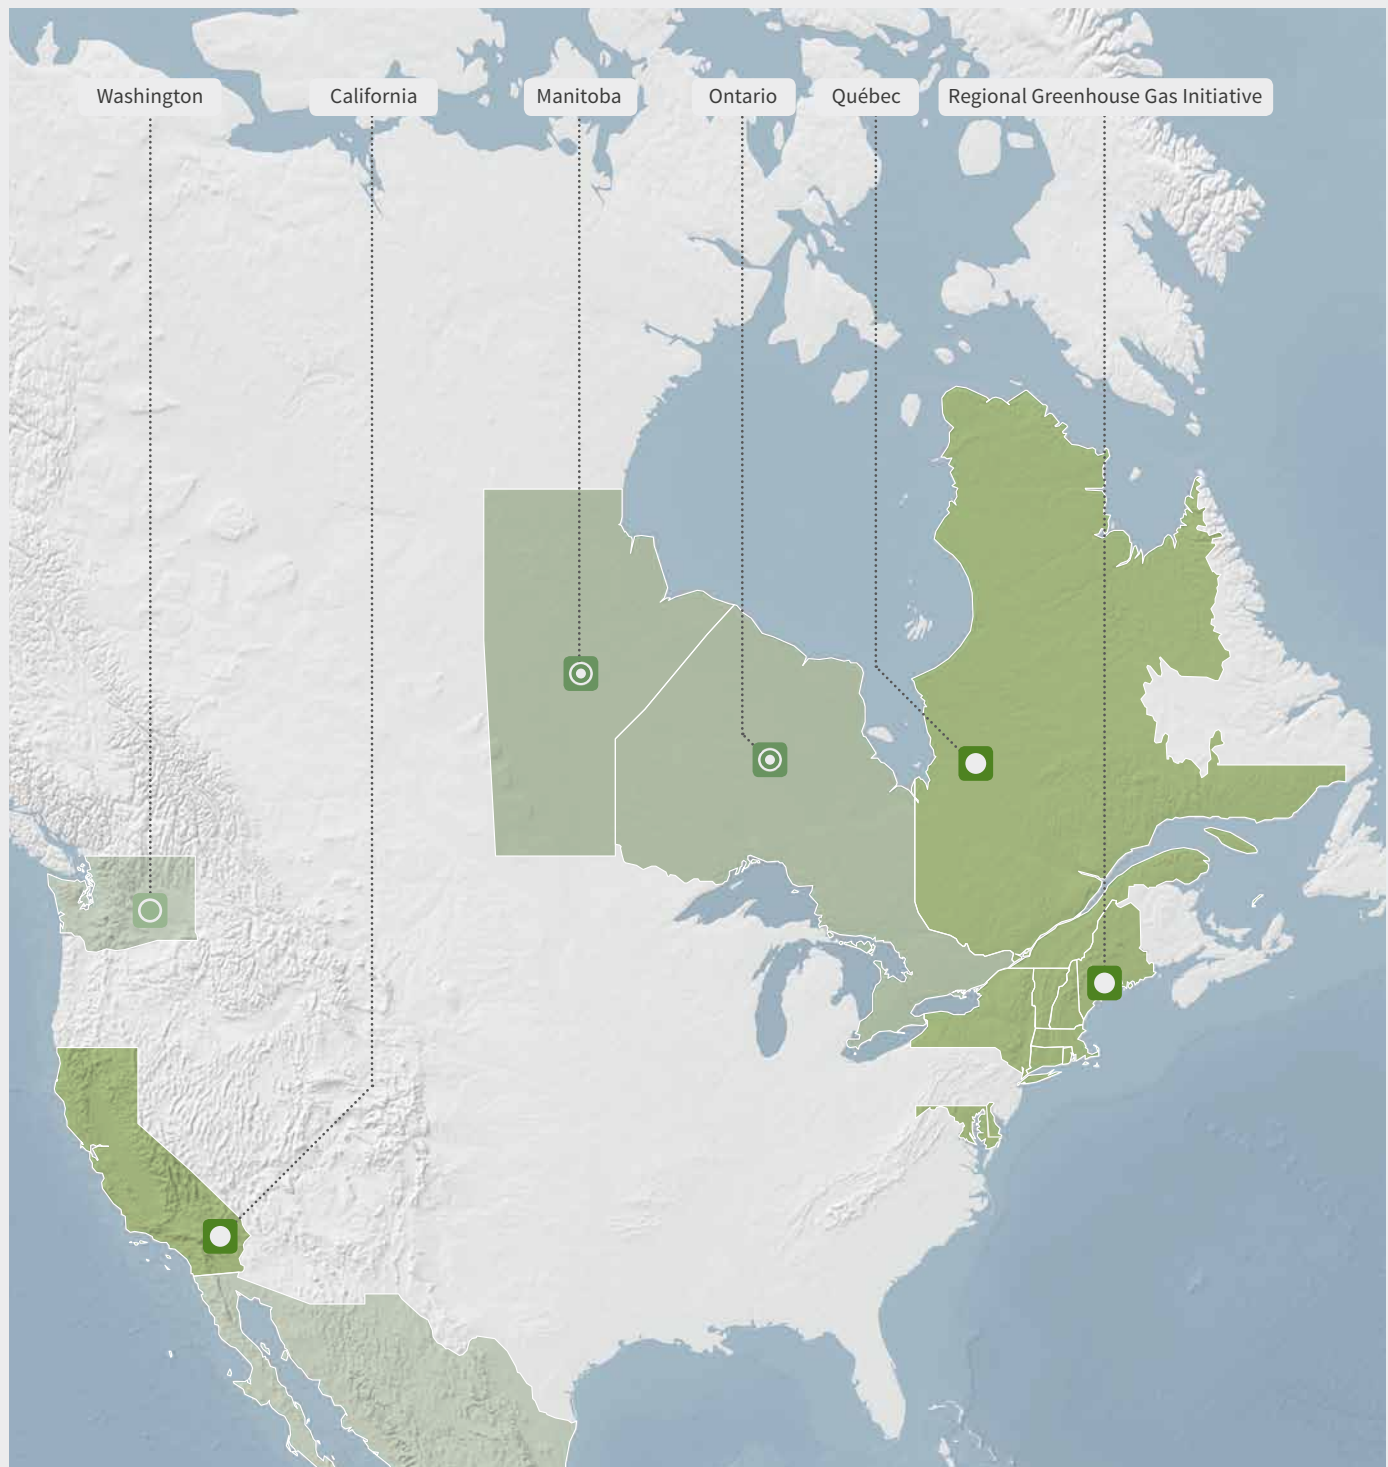 Washington
California
Manitoba
Ontario
Québec
Regional Greenhouse Gas Initiative